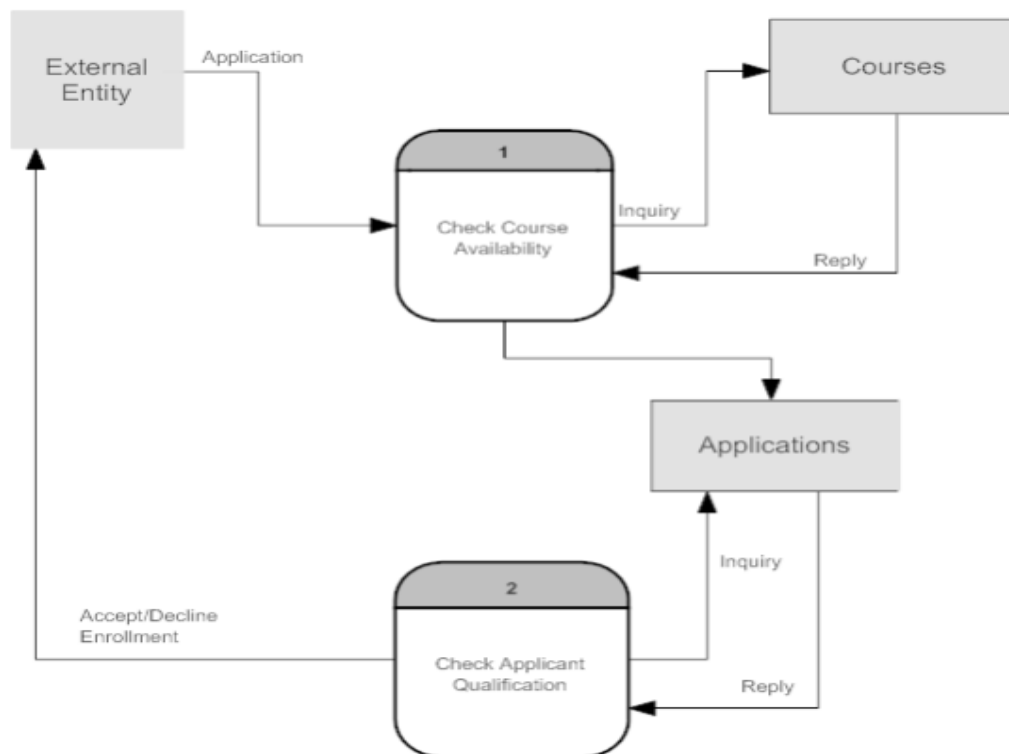 External
Entity
Application
Courses
1
Check Course
Availability
Inquiry
Reply
Applications
Inquiry
2
Accept/Decline
Enrollment
Check Applicant
Qualification
Reply